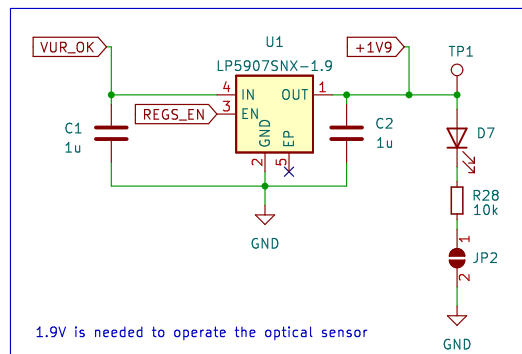 VUR_OK
U1
+1V9
TP1
LP5907SNX-1.9
4 IN
OUT 1
REGS_EN
3 EN
GND
EP
2
5
C1
1u
C2
1u
D7
R28
10k
1
JP2
2
GND
GND
1.9V is needed to operate the optical sensor